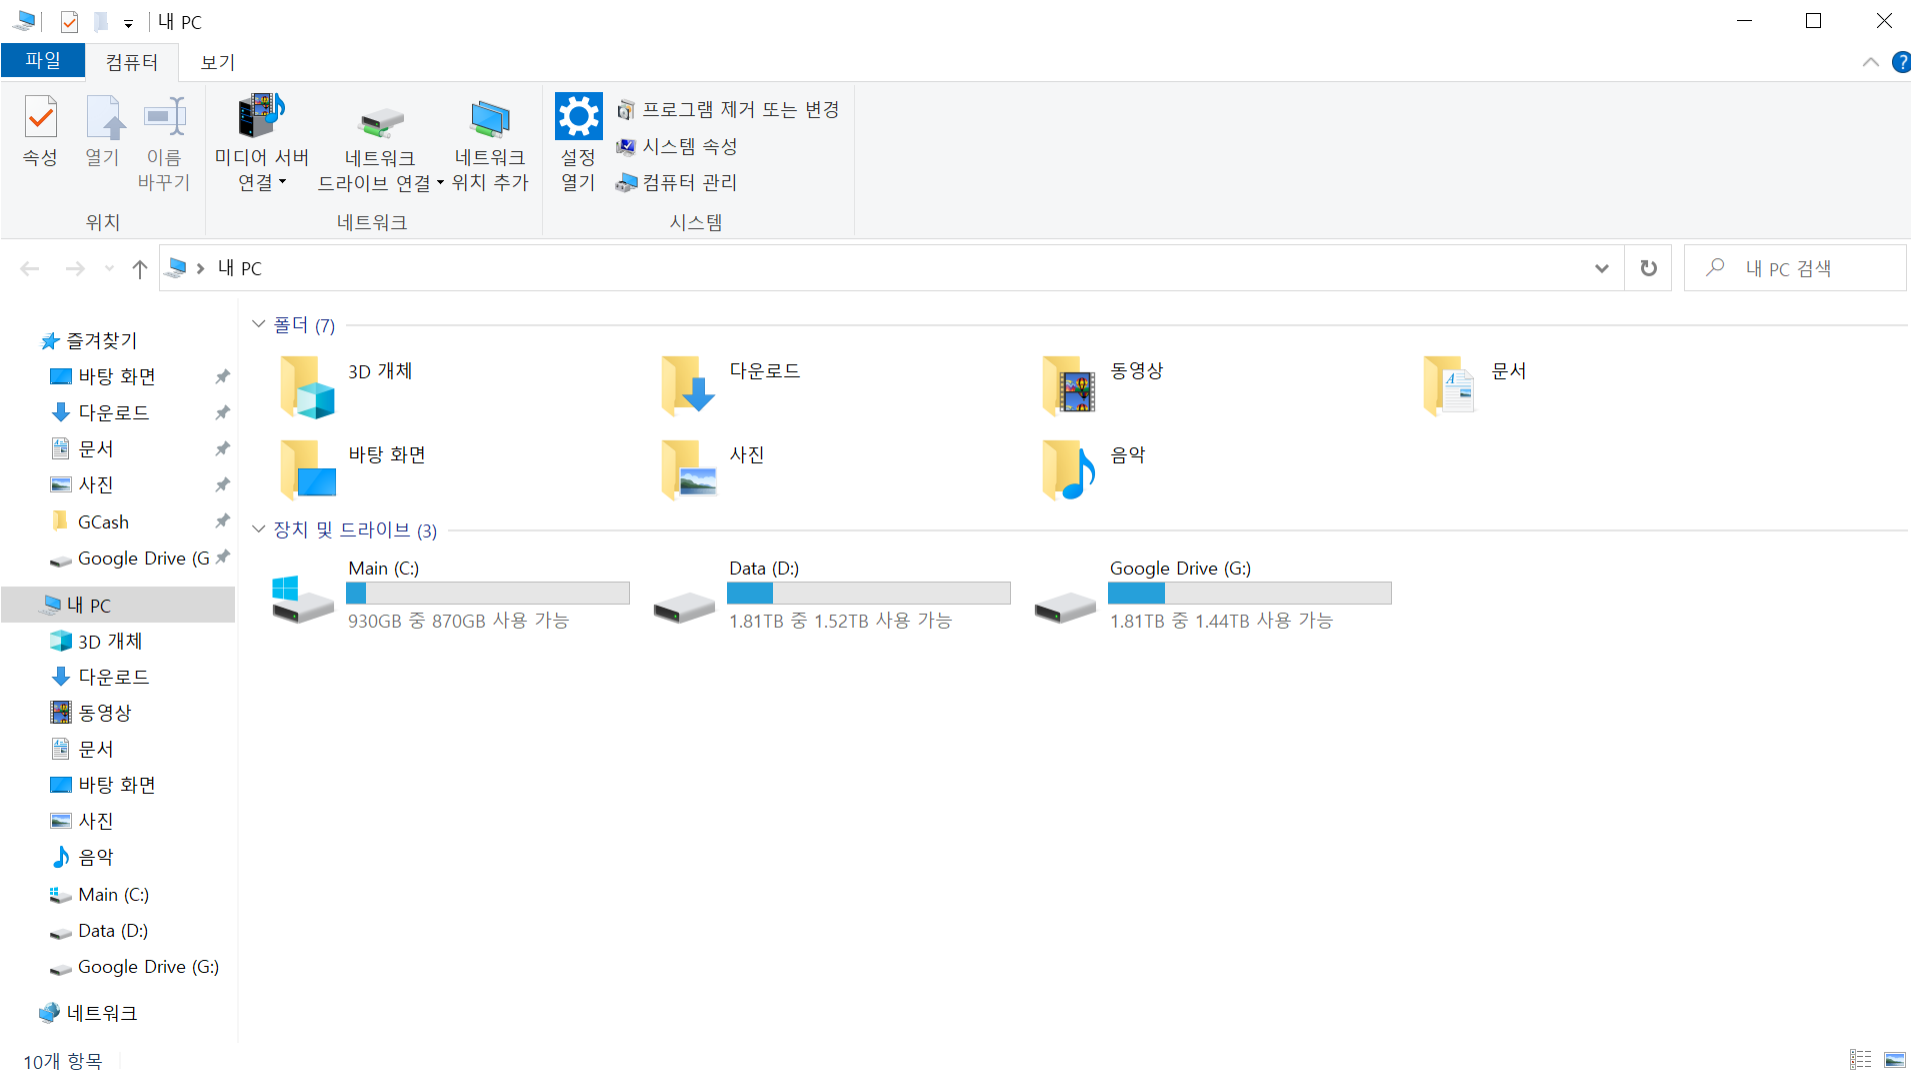 내 PC
파일 컴퓨터 보기
속성
열기
이름
바꾸기
위치
미디어 서버
연결
네트워크
드라이브 연결
네트워크
위치 추가
네트워크
설정
열기
프로그램 제거 또는 변경
시스템 속성
컴퓨터 관리
시스템
내 PC
내 PC 검색
즐겨찾기
바탕 화면
다운로드
문서
사진
GCash
Google Drive (G
내 PC
3D 개체
다운로드
동영상
문서
바탕 화면
사진
음악
Main (C:)
Data (D:)
Google Drive (G:)
네트워크
폴더 (7)
3D 개체
다운로드
동영상
문서
바탕 화면
사진
음악
장치 및 드라이브 (3)
Main (C:)
930GB 중 870GB 사용 가능
Data (D:)
1.81TB 중 1.52TB 사용 가능
Google Drive (G:)
1.81TB 중 1.44TB 사용 가능
10개 항목